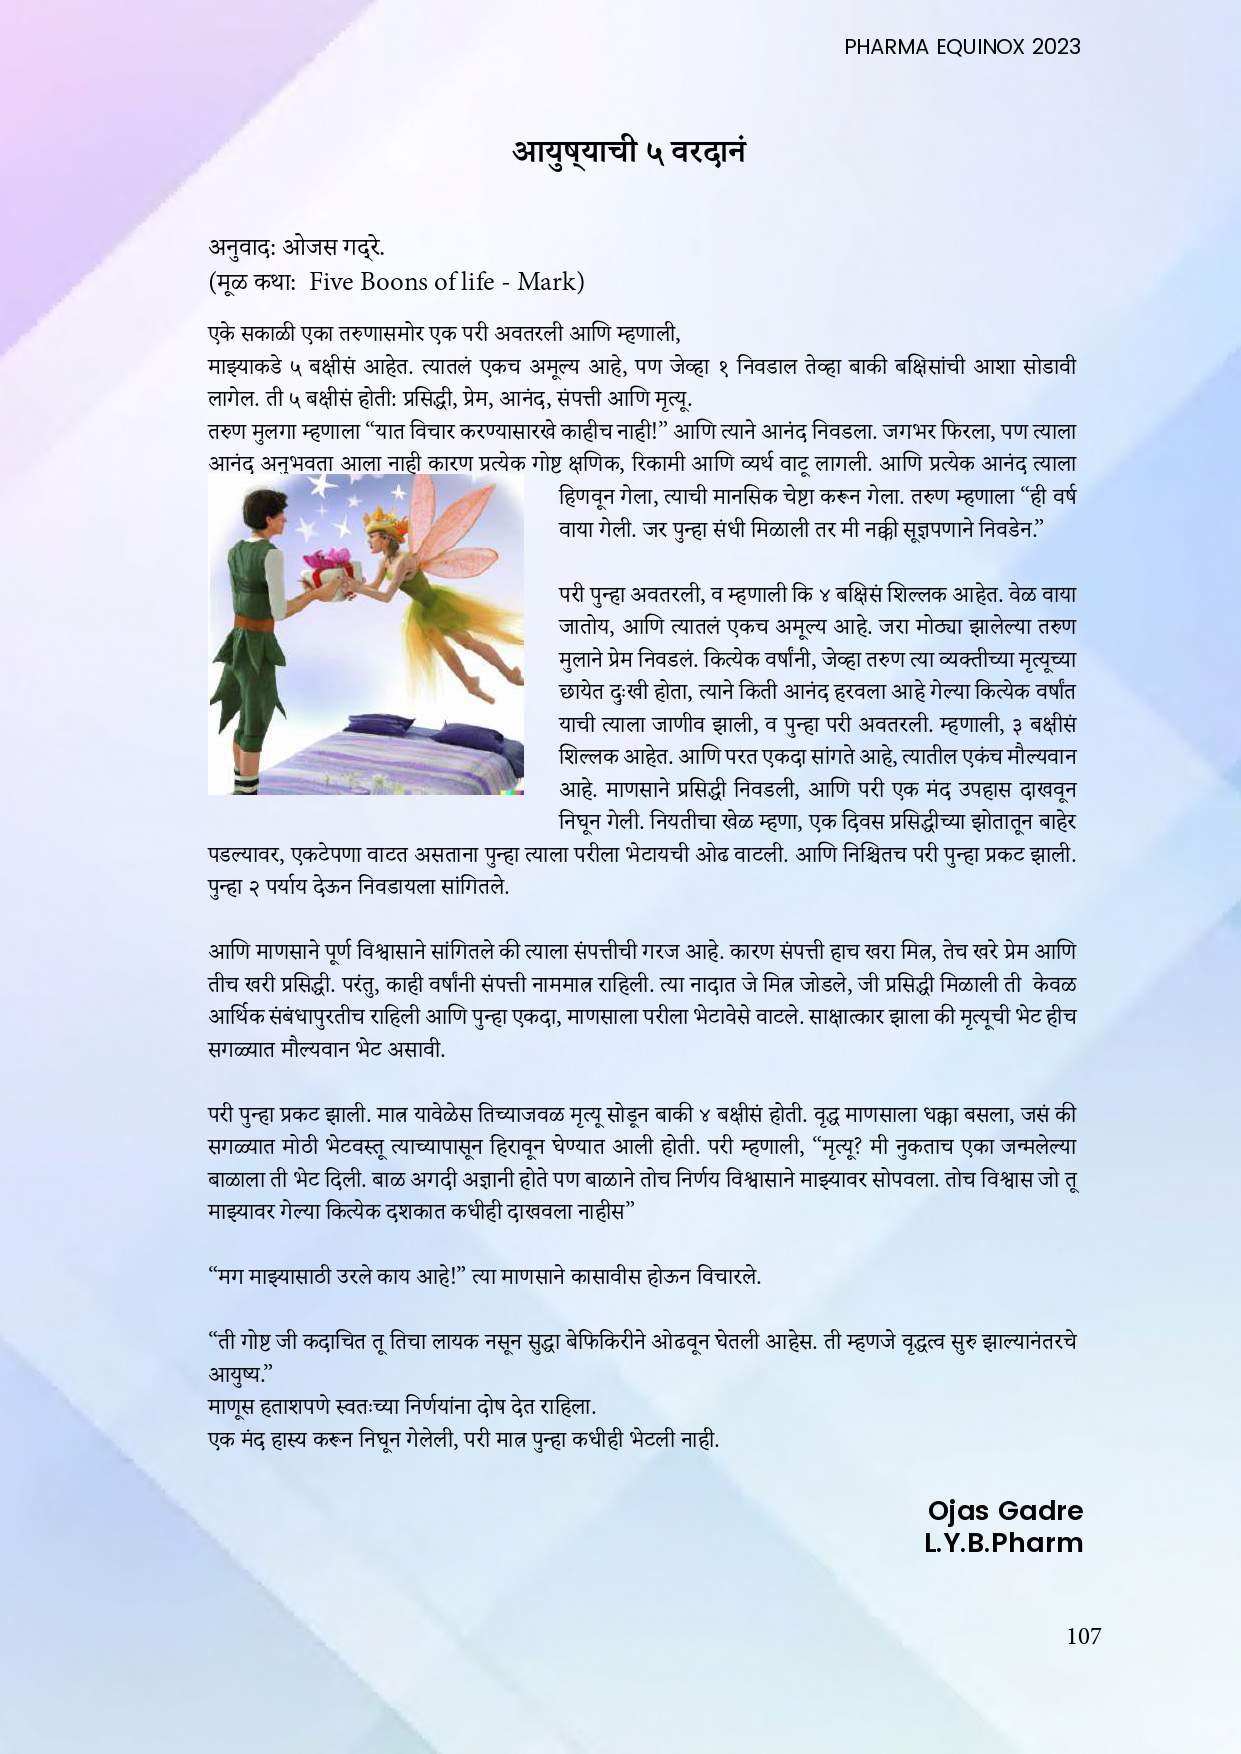 PHARMA EQUINOX 2023
आयुष्याची ५ वरदानं
अनुवाद: ओजस गद्रे.
(मूळ कथा: Five Boons of life - Mark)
एके सकाळी एका तरुणासमोर एक परी अवतरली आणि म्हणाली,
माझ्याकडे ५ बक्षीसं आहेत. त्यातलं एकच अमूल्य आहे, पण जेव्हा १ निवडाल तेव्हा बाकी बक्षिसांची आशा सोडावी
लागेल. ती ५ बक्षीसं होती: प्रसिद्धी, प्रेम, आनंद, संपत्ती आणि मृत्यू.
तरुण मुलगा म्हणाला “यात विचार करण्यासारखे काहीच नाही!” आणि त्याने आनंद निवडला. जगभर फिरला, पण त्याला
आनंद अनुभवता आला नाही कारण प्रत्येक गोष्ट क्षणिक, रिकामी आणि व्यर्थ वाटू लागली. आणि प्रत्येक आनंद त्याला
हिणवून गेला, त्याची मानसिक चेष्टा करून गेला. तरुण म्हणाला “ही वर्ष
वाया गेली. जर पुन्हा संधी मिळाली तर मी नक्की सूज्ञपणाने निवडेन.”
परी पुन्हा अवतरली, व म्हणाली कि ४ बक्षिसं शिल्लक आहेत. वेळ वाया
जातोय, आणि त्यातलं एकच अमूल्य आहे. जरा मोठ्या झालेल्या तरुण
मुलाने प्रेम निवडलं. कित्येक वर्षांनी, जेव्हा तरुण त्या व्यक्तीच्या मृत्यूच्या
छायेत दुःखी होता, त्याने किती आनंद हरवला आहे गेल्या कित्येक वर्षांत
याची त्याला जाणीव झाली, व पुन्हा परी अवतरली. म्हणाली, ३ बक्षीसं
शिल्लक आहेत. आणि परत एकदा सांगते आहे, त्यातील एकंच मौल्यवान
आहे. माणसाने प्रसिद्धी निवडली, आणि परी एक मंद उपहास दाखवून
निघून गेली. नियतीचा खेळ म्हणा, एक दिवस प्रसिद्धीच्या झोतातून बाहेर
पडल्यावर, एकटेपणा वाटत असताना पुन्हा त्याला परीला भेटायची ओढ वाटली. आणि निश्चितच परी पुन्हा प्रकट झाली.
पुन्हा २ पर्याय देऊन निवडायला सांगितले.
आणि माणसाने पूर्ण विश्वासाने सांगितले की त्याला संपत्तीची गरज आहे. कारण संपत्ती हाच खरा मित्र, तेच खरे प्रेम आणि
तीच खरी प्रसिद्धी. परंतु, काही वर्षांनी संपत्ती नाममात्र राहिली. त्या नादात जे मित्र जोडले, जी प्रसिद्धी मिळाली ती केवळ
आर्थिक संबंधापुरतीच राहिली आणि पुन्हा एकदा, माणसाला परीला भेटावेसे वाटले. साक्षात्कार झाला की मृत्यूची भेट हीच
सगळ्यात मौल्यवान भेट असावी.
परी पुन्हा प्रकट झाली. मात्र यावेळेस तिच्याजवळ मृत्यू सोडून बाकी ४ बक्षीसं होती. वृद्ध माणसाला धक्का बसला, जसं की
सगळ्यात मोठी भेटवस्तू त्याच्यापासून हिरावून घेण्यात आली होती. परी म्हणाली, “मृत्यू? मी नुकताच एका जन्मलेल्या
बाळाला ती भेट दिली. बाळ अगदी अज्ञानी होते पण बाळाने तोच निर्णय विश्वासाने माझ्यावर सोपवला. तोच विश्वास जो तू
माझ्यावर गेल्या कित्येक दशकात कधीही दाखवला नाहीस”
“मग माझ्यासाठी उरले काय आहे!” त्या माणसाने कासावीस होऊन विचारले.
“ती गोष्ट जी कदाचित तू तिचा लायक नसून सुद्धा बेफिकिरीने ओढवून घेतली आहेस. ती म्हणजे वृद्धत्व सुरु झाल्यानंतरचे
आयुष्य.”
माणूस हताशपणे स्वतःच्या निर्णयांना दोष देत राहिला.
एक मंद हास्य करून निघून गेलेली, परी मात्र पुन्हा कधीही भेटली नाही.
Ojas Gadre
L.Y.B.Pharm
107